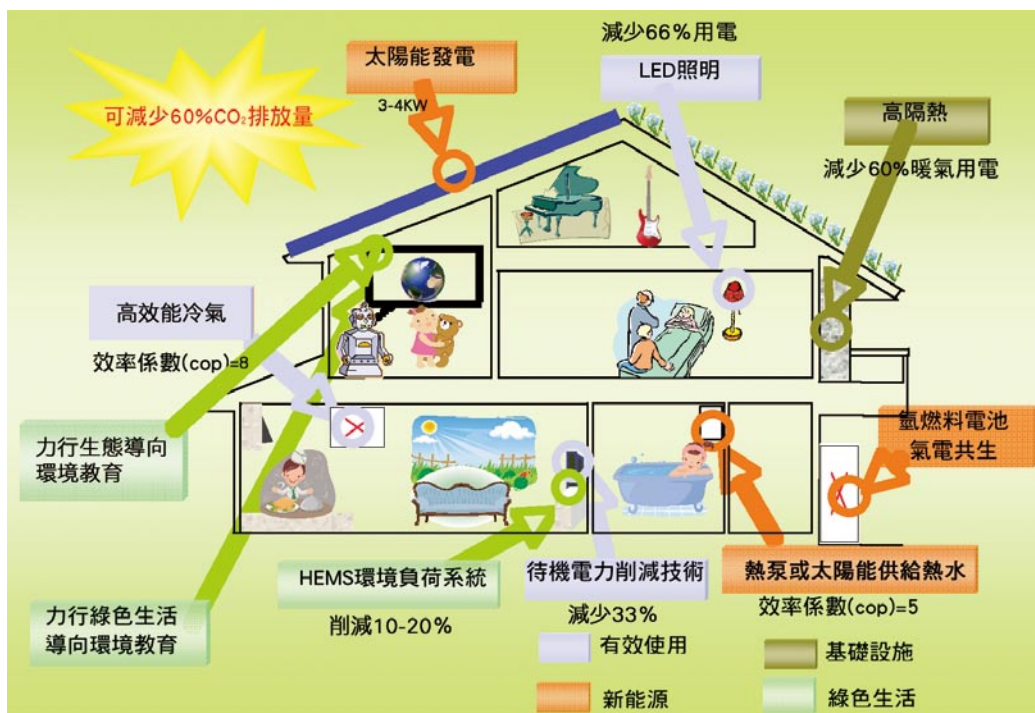 減少66%用電
太陽能發電
LED照明
3-4KW
可減少60%CO₂排放量
高隔熱
減少60%暖氣用電
高效能冷氣
效率係數(cop)=8
力行生態導向
環境教育
氫燃料電池
氣電共生
HEMS環境負荷系統
削減10-20%
待機電力削減技術
減少33%
熱泵或太陽能供給熱水
效率係數(cop)=5
力行綠色生活
導向環境教育
有效使用
基礎設施
新能源
綠色生活